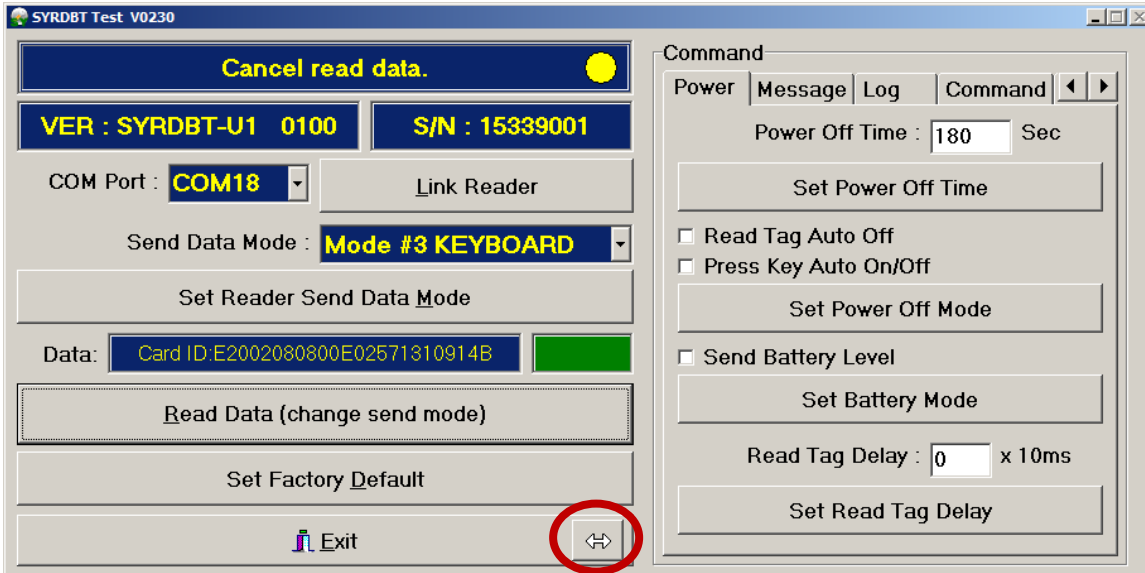 SYRDBT Test V0230
Cancel read data.
VER : SYRDBT-U1 0100
S/N : 15339001
COM Port : COM18
Link Reader
Send Data Mode : Mode #3 KEYBOARD
Set Reader Send Data Mode
Data: Card ID:E2002080800E02571310914B
Read Data (change send mode)
Set Factory Default
Exit
Command
Power Message Log Command
Power Off Time : 180 Sec
Set Power Off Time
Read Tag Auto Off
Press Key Auto On/Off
Set Power Off Mode
Send Battery Level
Set Battery Mode
Read Tag Delay : 0 x 10ms
Set Read Tag Delay